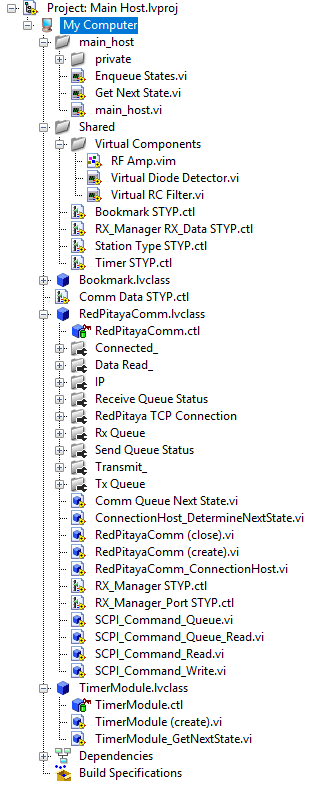 Project: Main Host.lvproj
My Computer
main_host
private
Enqueue States.vi
Get Next State.vi
main_host.vi
Shared
Virtual Components
RF Amp.vim
Virtual Diode Detector.vi
Virtual RC Filter.vi
Bookmark STYP.ctl
RX_Manager RX_Data STYP.ctl
Station Type STYP.ctl
Timer STYP.ctl
Bookmark.lvclass
Comm Data STYP.ctl
RedPitayaComm.lvclass
RedPitayaComm.ctl
Connected_
Data Read_
IP
Receive Queue Status
RedPitaya TCP Connection
Rx Queue
Send Queue Status
Transmit_
Tx Queue
Comm Queue Next State.vi
ConnectionHost_DetermineNextState.vi
RedPitayaComm (close).vi
RedPitayaComm (create).vi
RedPitayaComm_ConnectionHost.vi
RX_Manager STYP.ctl
RX_Manager_Port STYP.ctl
SCPI_Command_Queue.vi
SCPI_Command_Queue_Read.vi
SCPI_Command_Read.vi
SCPI_Command_Write.vi
TimerModule.lvclass
TimerModule.ctl
TimerModule (create).vi
TimerModule_GetNextState.vi
Dependencies
Build Specifications